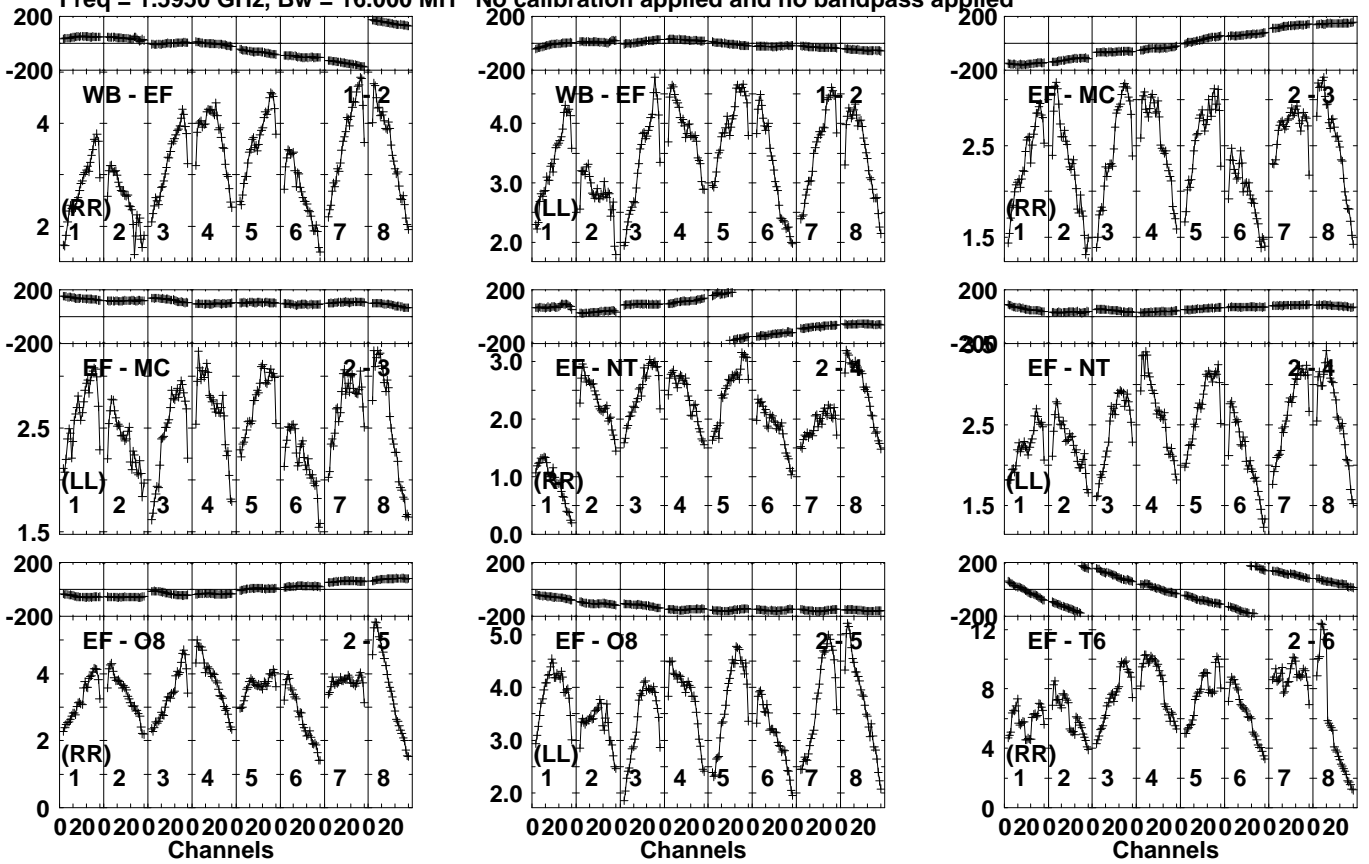 Freq = 1.5950 GHz, Bw = 16.000 MH No calibration applied and no bandpass applied
200 200 200
-200 -200 -200
WB - EF 1 - 2 WB - EF 1 - 2 EF - MC 2 - 3
4 4.0 2.5
3.0
(RR) (LL) (RR)
2 2.0 1.5
1 2 3 4 5 6 7 8 1 2 3 4 5 6 7 8 1 2 3 4 5 6 7 8
200 200 200
-200 -200 -200
3.0 3.5
EF - MC 2 - 3 EF - NT 2 - 4 EF - NT 2 - 4
2.5 2.0 2.5
1.0
(LL) (RR) (LL)
1 2 3 4 5 6 7 8 1 2 3 4 5 6 7 8 1 2 3 4 5 6 7 8
1.5 0.0 1.5
200 200 200
-200 -200 -200
5.0 12
EF - O8 2 - 5 EF - O8 2 - 5 EF - T6 2 - 6
4 4.0 8
2 3.0 4
(RR) (LL) (RR)
1 2 3 4 5 6 7 8 1 2 3 4 5 6 7 8 1 2 3 4 5 6 7 8
0 2.0 0
0 20 0 20 0 20 0 20 0 20 0 20 0 20 0 20 0 20 0 20 0 20 0 20 0 20 0 20 0 20 0 20 0 20 0 20 0 20 0 20 0 20 0 20 0 20 0 20
Channels Channels Channels